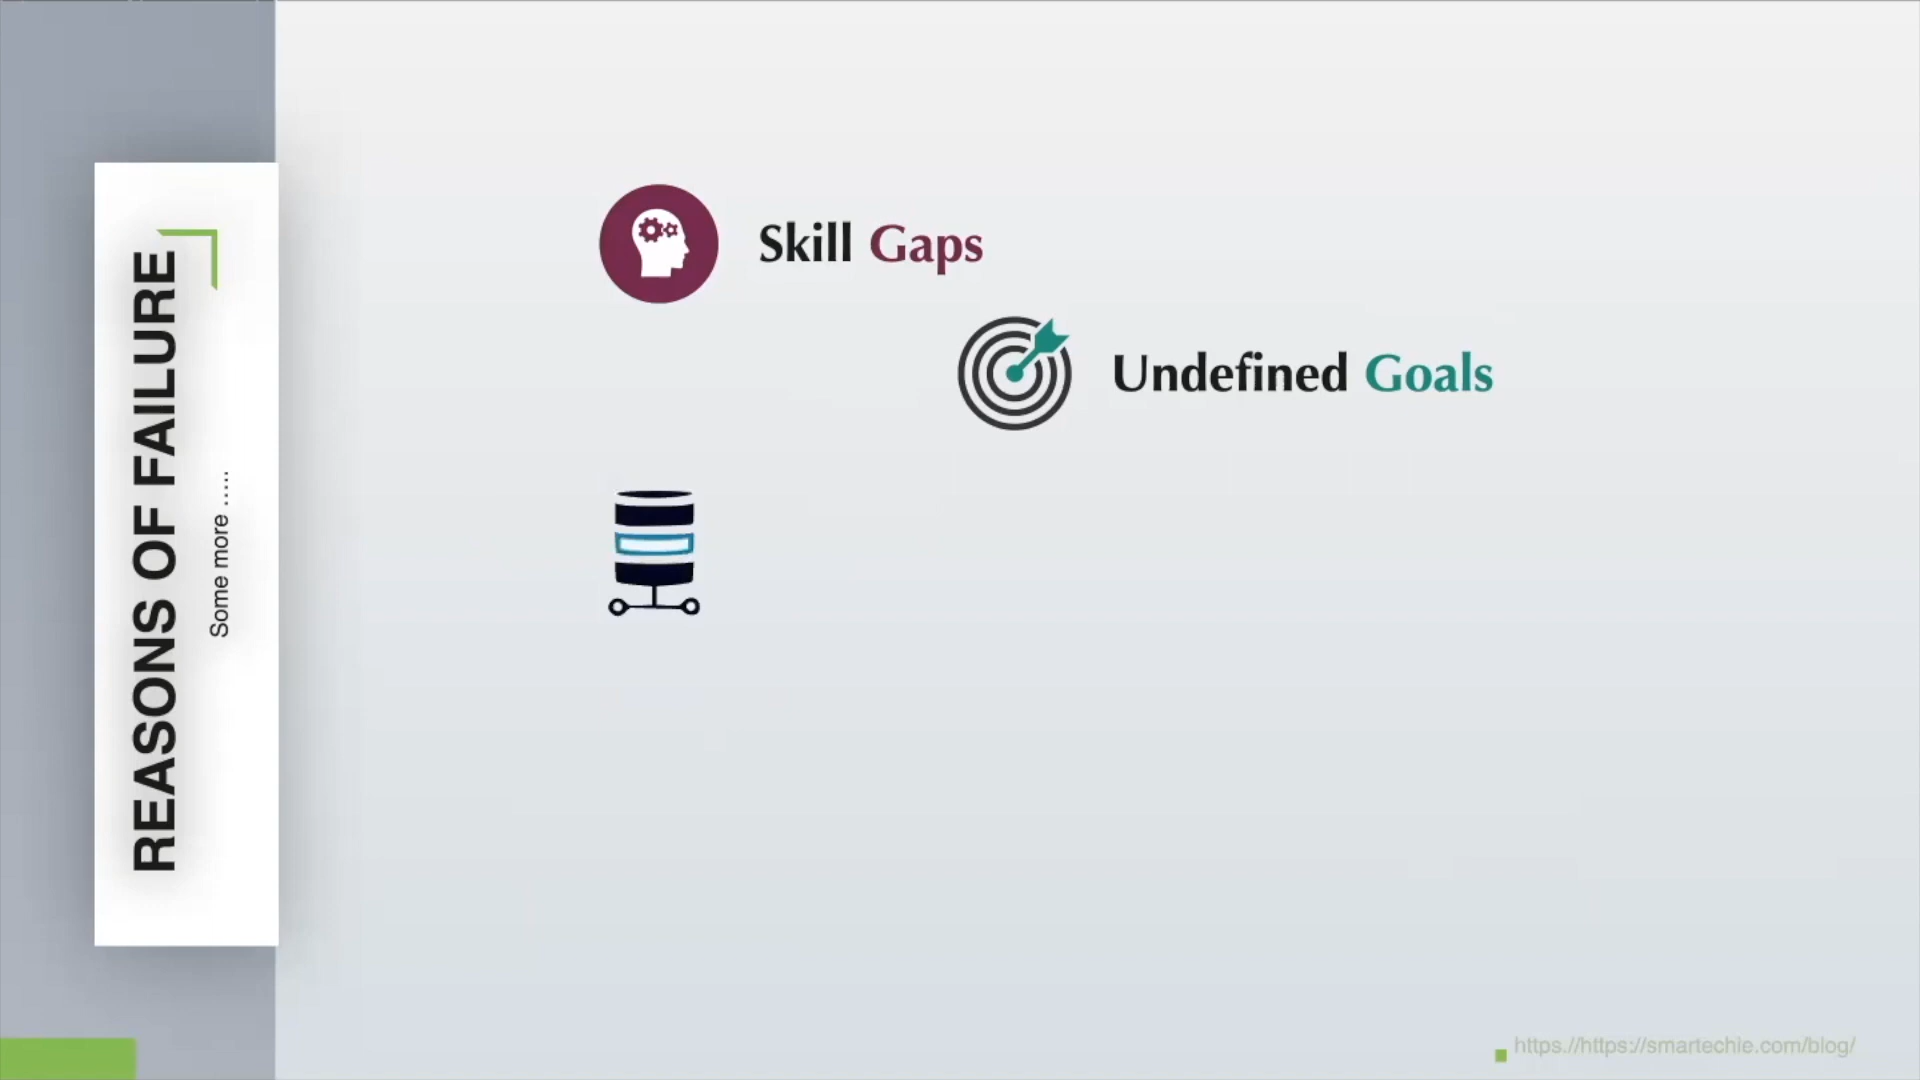 REASONS OF FAILURE
Some more .....
Skill Gaps
Undefined Goals
https.//https://smartechie.com/blog/